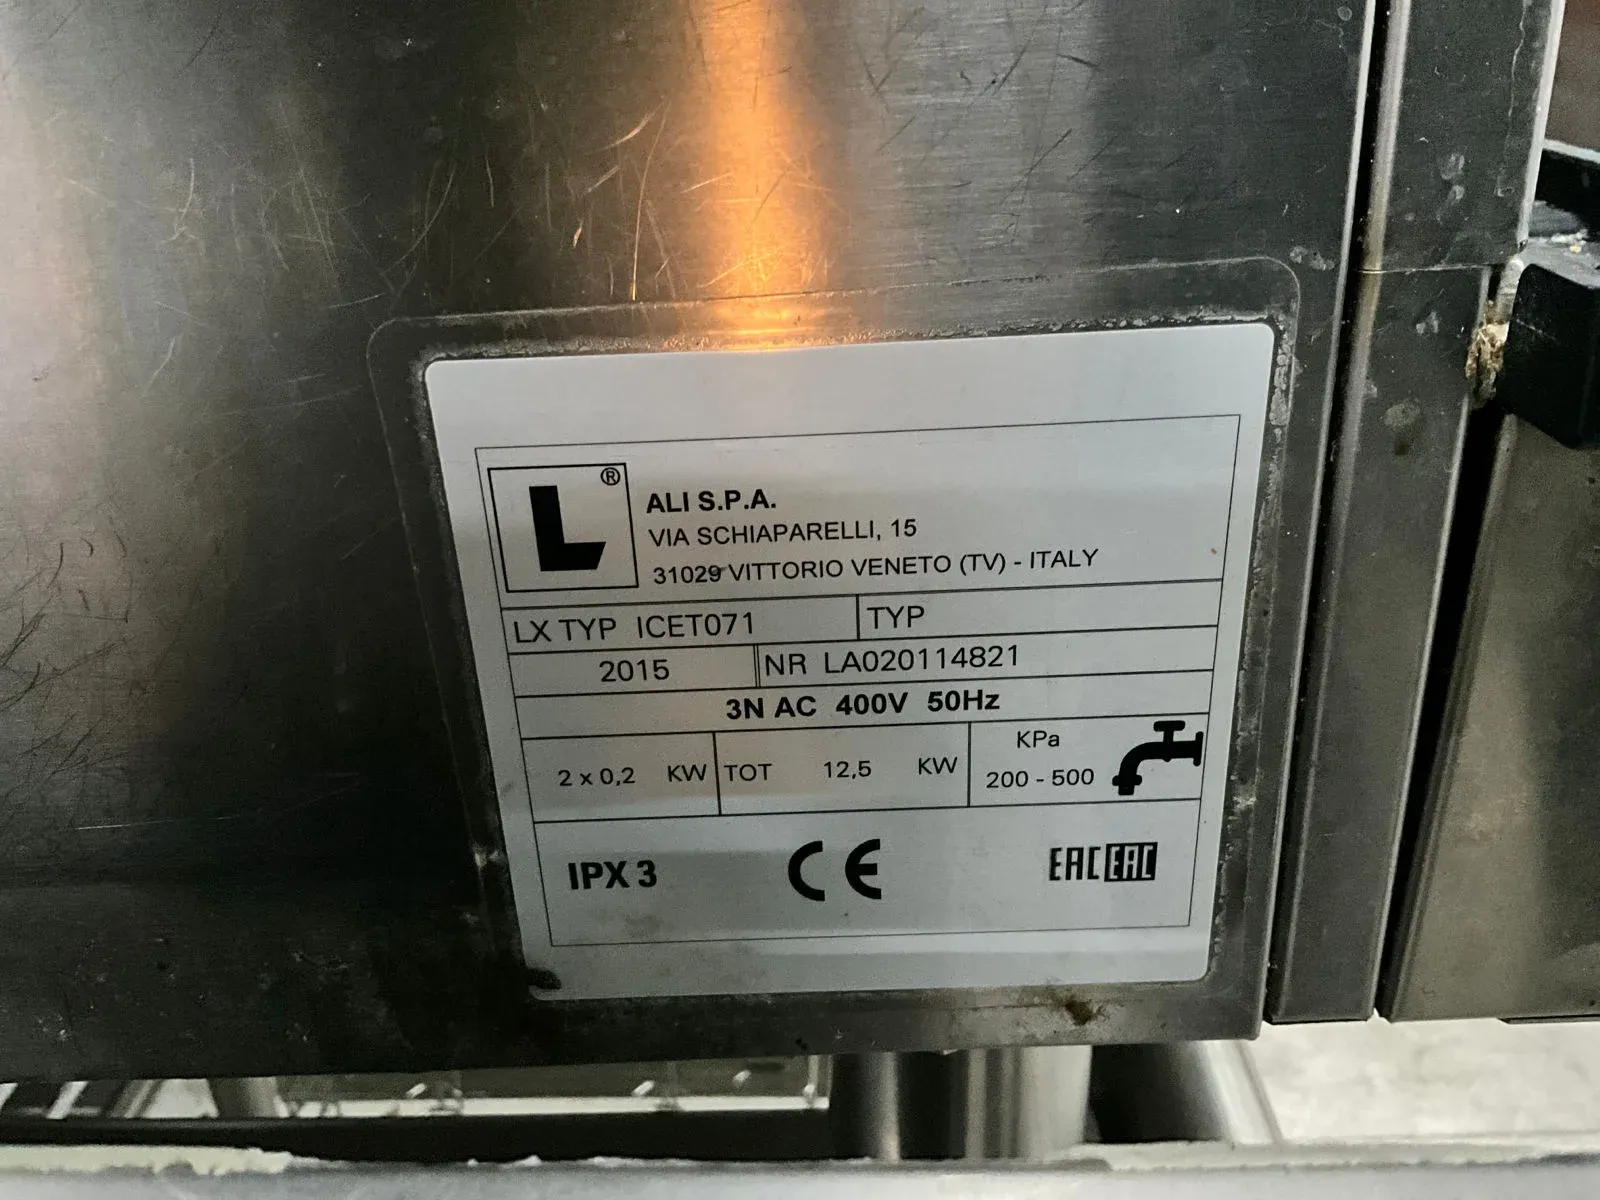 L ®
ALI S.P.A.
VIA SCHIAPARELLI, 15
31029 VITTORIO VENETO (TV) - ITALY
LX TYP ICET071 TYP
2015 NR LA020114821
3N AC 400V 50Hz
2 x 0,2 KW TOT 12,5 KW KPa
200 - 500
IPX 3 CE EAC EAC